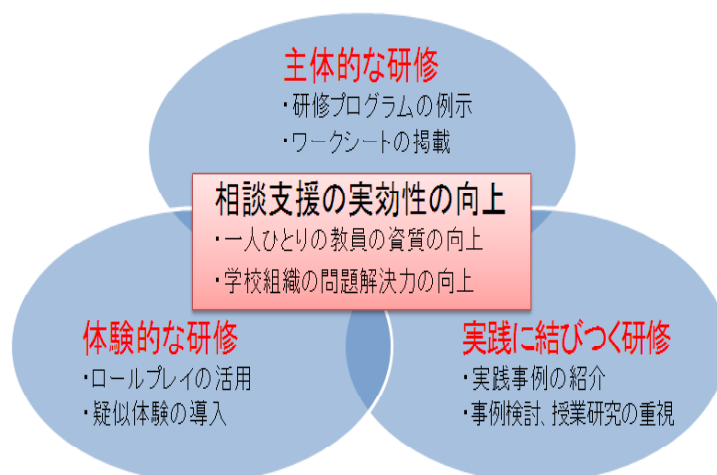 主体的な研修
・研修プログラムの例示
・ワークシートの掲載
相談支援の実効性の向上
・一人ひとりの教員の資質の向上
・学校組織の問題解決力の向上
体験的な研修
・ロールプレイの活用
・疑似体験の導入
実践に結びつく研修
・実践事例の紹介
・事例検討、授業研究の重視